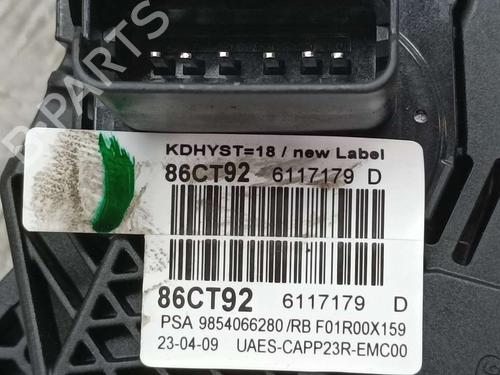 KDHYST=18 / new Label
86CT92 6117179 D
86CT92 6117179 D
PSA 9854066280 /RB F01R00X159
23-04-09 UAES-CAPP23R-EMC00